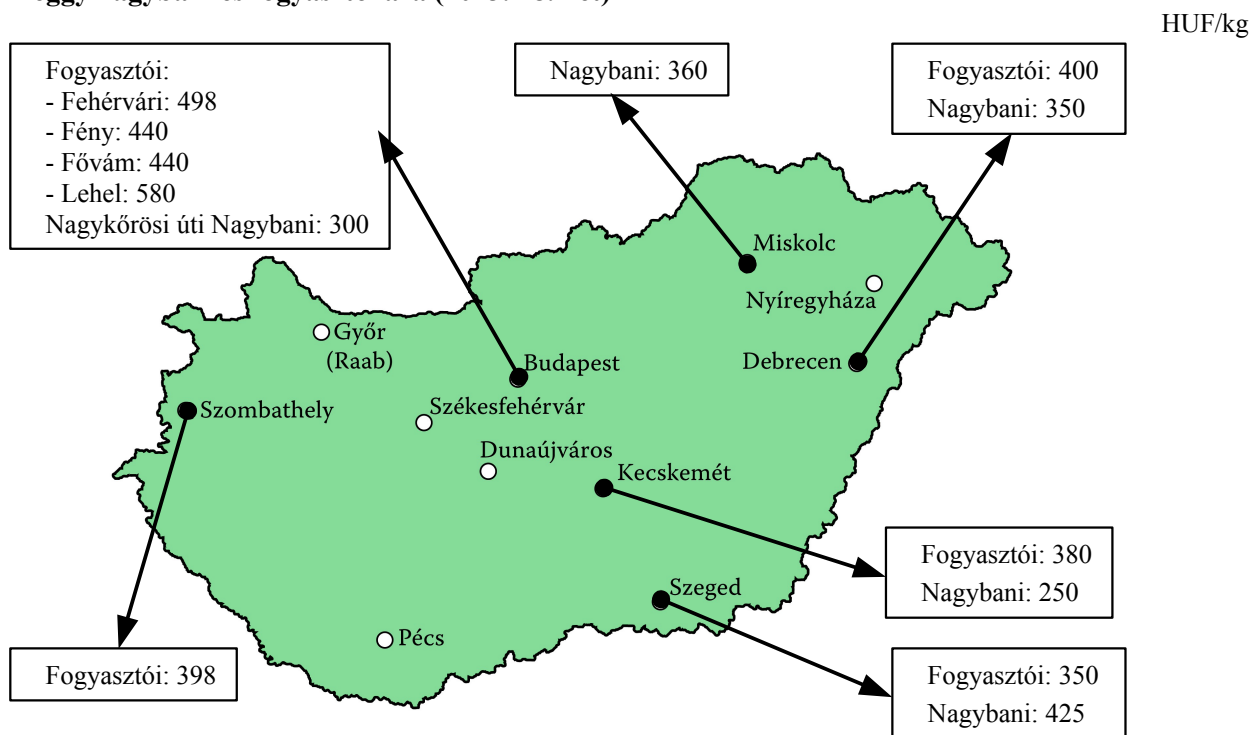 HUF/kg
Fogyasztói:
- Fehérvári: 498
- Fény: 440
- Fővám: 440
- Lehel: 580
Nagykőrösi úti Nagybani: 300
Nagybani: 360
Fogyasztói: 400
Nagybani: 350
Miskolc
Nyíregyháza
Győr
(Raab)
Budapest
Debrecen
Szombathely
Székesfehérvár
Dunaújváros
Kecskemét
Fogyasztói: 380
Nagybani: 250
Szeged
Pécs
Fogyasztói: 398
Fogyasztói: 350
Nagybani: 425